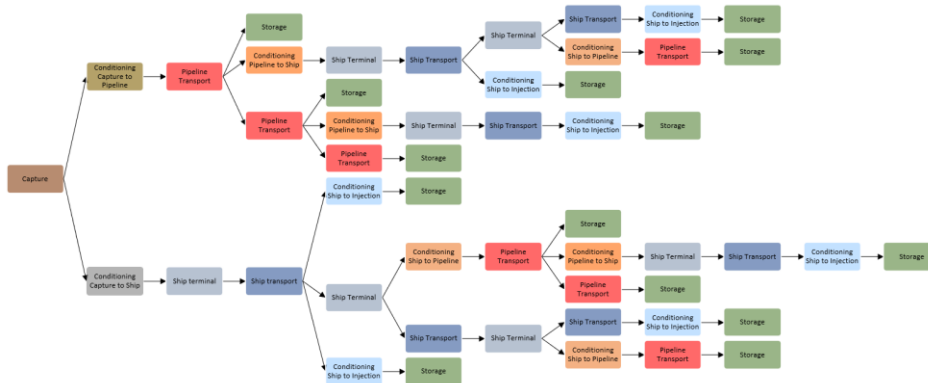 Storage
Ship Transport
Conditioning
Ship to Injection
Storage
Ship Terminal
Conditioning
Pipeline to Ship
Ship Terminal
Ship Transport
Conditioning
Ship to Pipeline
Pipeline
Transport
Storage
Conditioning
Capture to
Pipeline
Pipeline
Transport
Conditioning
Ship to Injection
Storage
Storage
Pipeline
Transport
Conditioning
Pipeline to Ship
Ship Terminal
Ship Transport
Conditioning
Ship to Injection
Storage
Pipeline
Transport
Storage
Capture
Conditioning
Ship to Injection
Storage
Storage
Conditioning
Ship to Pipeline
Pipeline
Transport
Conditioning
Pipeline to Ship
Ship Terminal
Ship Transport
Conditioning
Ship to Injection
Storage
Conditioning
Capture to Ship
Ship terminal
Ship transport
Ship Terminal
Pipeline
Transport
Storage
Ship Transport
Conditioning
Ship to Injection
Storage
Ship Transport
Ship Terminal
Conditioning
Ship to Pipeline
Pipeline
Transport
Storage
Conditioning
Ship to Injection
Storage